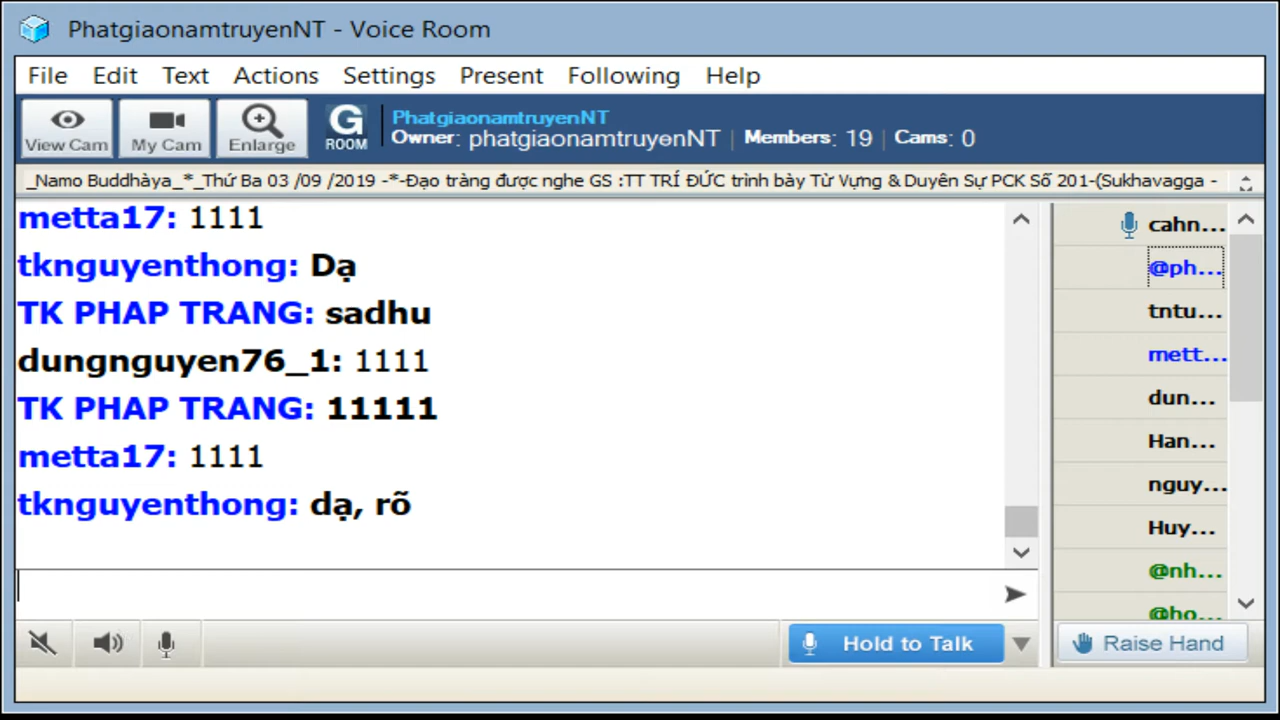 PhatgiaonamtruyenNT - Voice Room
File Edit Text Actions Settings Present Following Help
View Cam My Cam Enlarge G ROOM
PhatgiaonamtruyenNT
Owner: phatgiaonamtruyenNT | Members: 19 | Cams: 0
_Namo Buddhàya_*_Thứ Ba 03 /09 /2019 -*-Đạo tràng được nghe GS :TT TRÍ ĐỨC trình bày Từ Vựng & Duyên Sự PCK Số 201-(Sukhavagga -
metta17: 1111
tknguyenthong: Dạ
TK PHAP TRANG: sadhu
dungnguyen76_1: 1111
TK PHAP TRANG: 11111
metta17: 1111
tknguyenthong: dạ, rõ
cahn...
@ph...
tntu...
mett...
dun...
Han...
nguy...
Huy...
@nh...
@ho...
Hold to Talk
Raise Hand